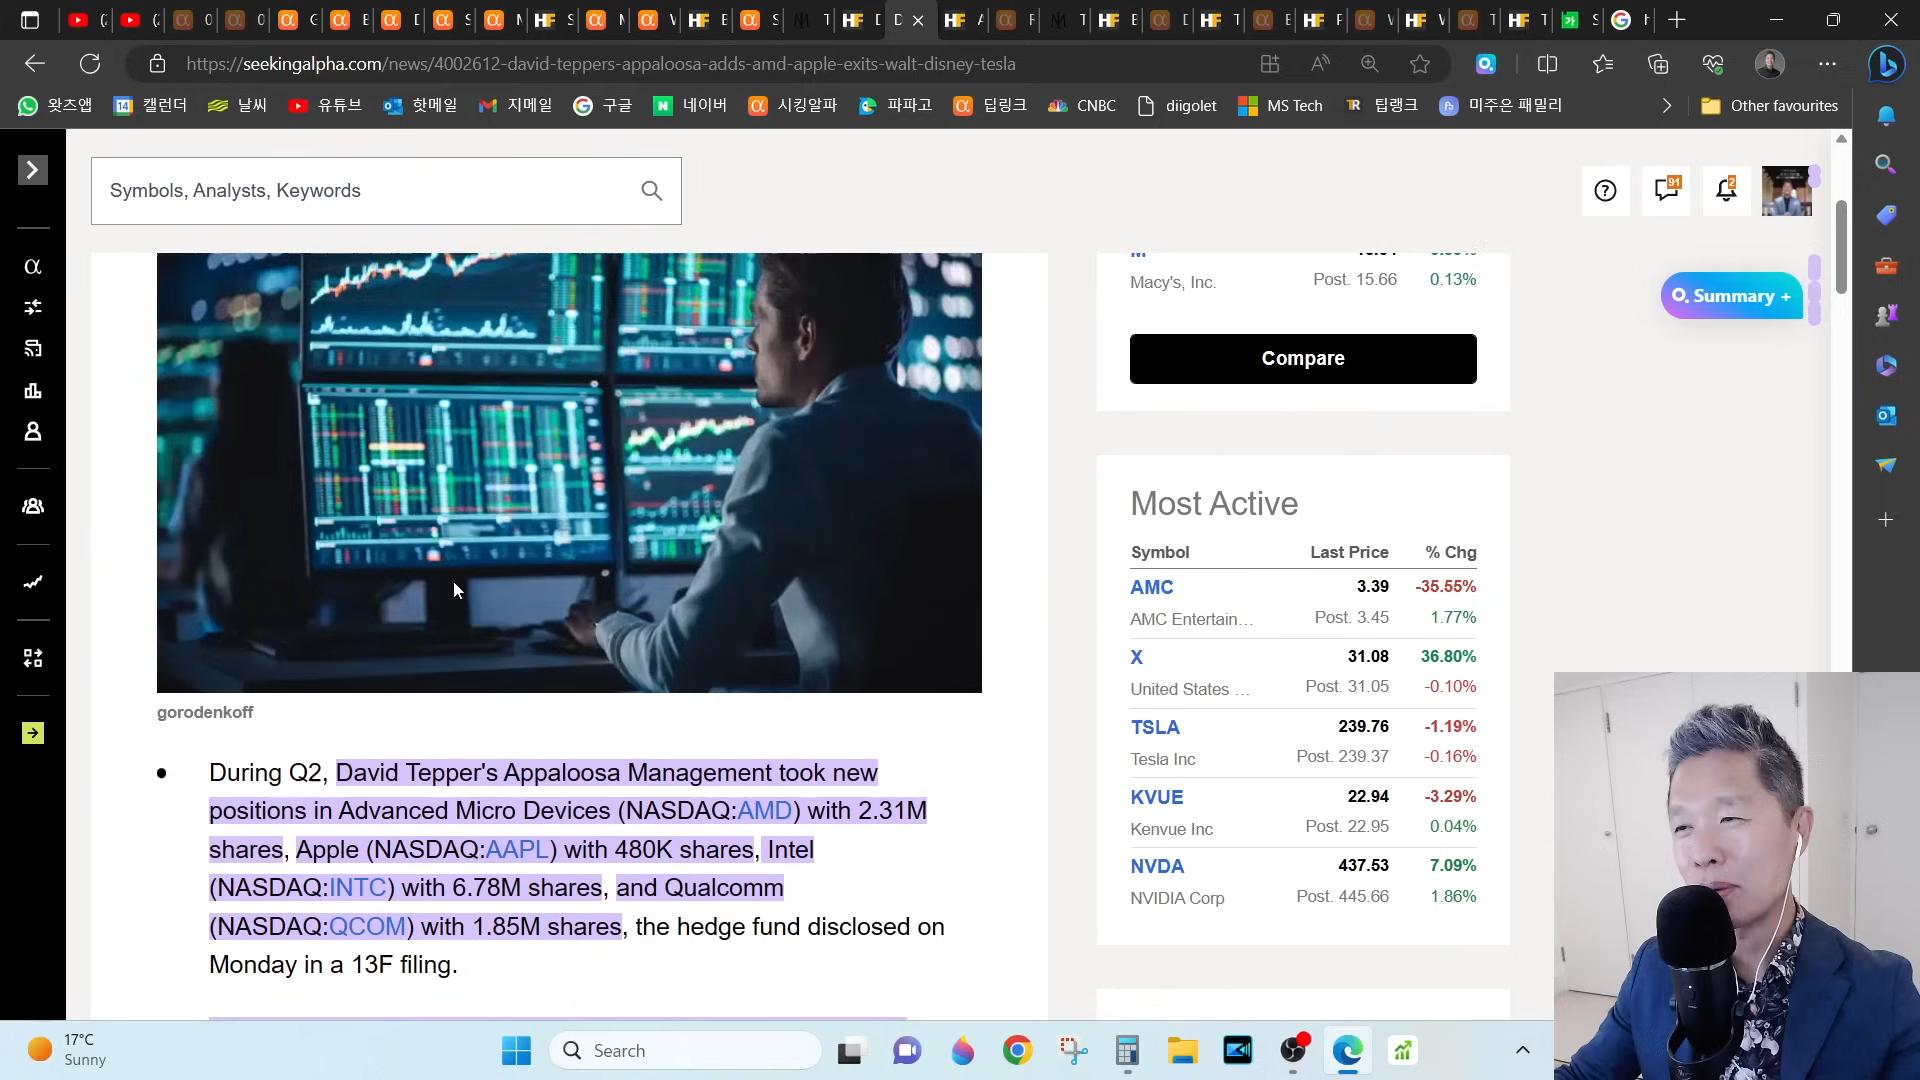 https://seekingalpha.com/news/4002612-david-teppers-appaloosa-adds-amd-apple-exits-walt-disney-tesla
왓츠앱 캘린더 날씨 유튜브 핫메일 지메일 구글 네이버 시킹알파 파파고 딥링크 CNBC diigolet MS Tech 팁랭크 미주은 패밀리 Other favourites
Symbols, Analysts, Keywords
91
2
Summary +
Macy's, Inc. Post. 15.66 0.13%
Compare
gorodenkoff
During Q2, David Tepper's Appaloosa Management took new
positions in Advanced Micro Devices (NASDAQ:AMD) with 2.31M
shares, Apple (NASDAQ:AAPL) with 480K shares, Intel
(NASDAQ:INTC) with 6.78M shares, and Qualcomm
(NASDAQ:QCOM) with 1.85M shares, the hedge fund disclosed on
Monday in a 13F filing.
Most Active
Symbol Last Price % Chg
AMC 3.39 -35.55%
AMC Entertain... Post. 3.45 1.77%
X 31.08 36.80%
United States ... Post. 31.05 -0.10%
TSLA 239.76 -1.19%
Tesla Inc Post. 239.37 -0.16%
KVUE 22.94 -3.29%
Kenvue Inc Post. 22.95 0.04%
NVDA 437.53 7.09%
NVIDIA Corp Post. 445.66 1.86%
17°C
Sunny
Search